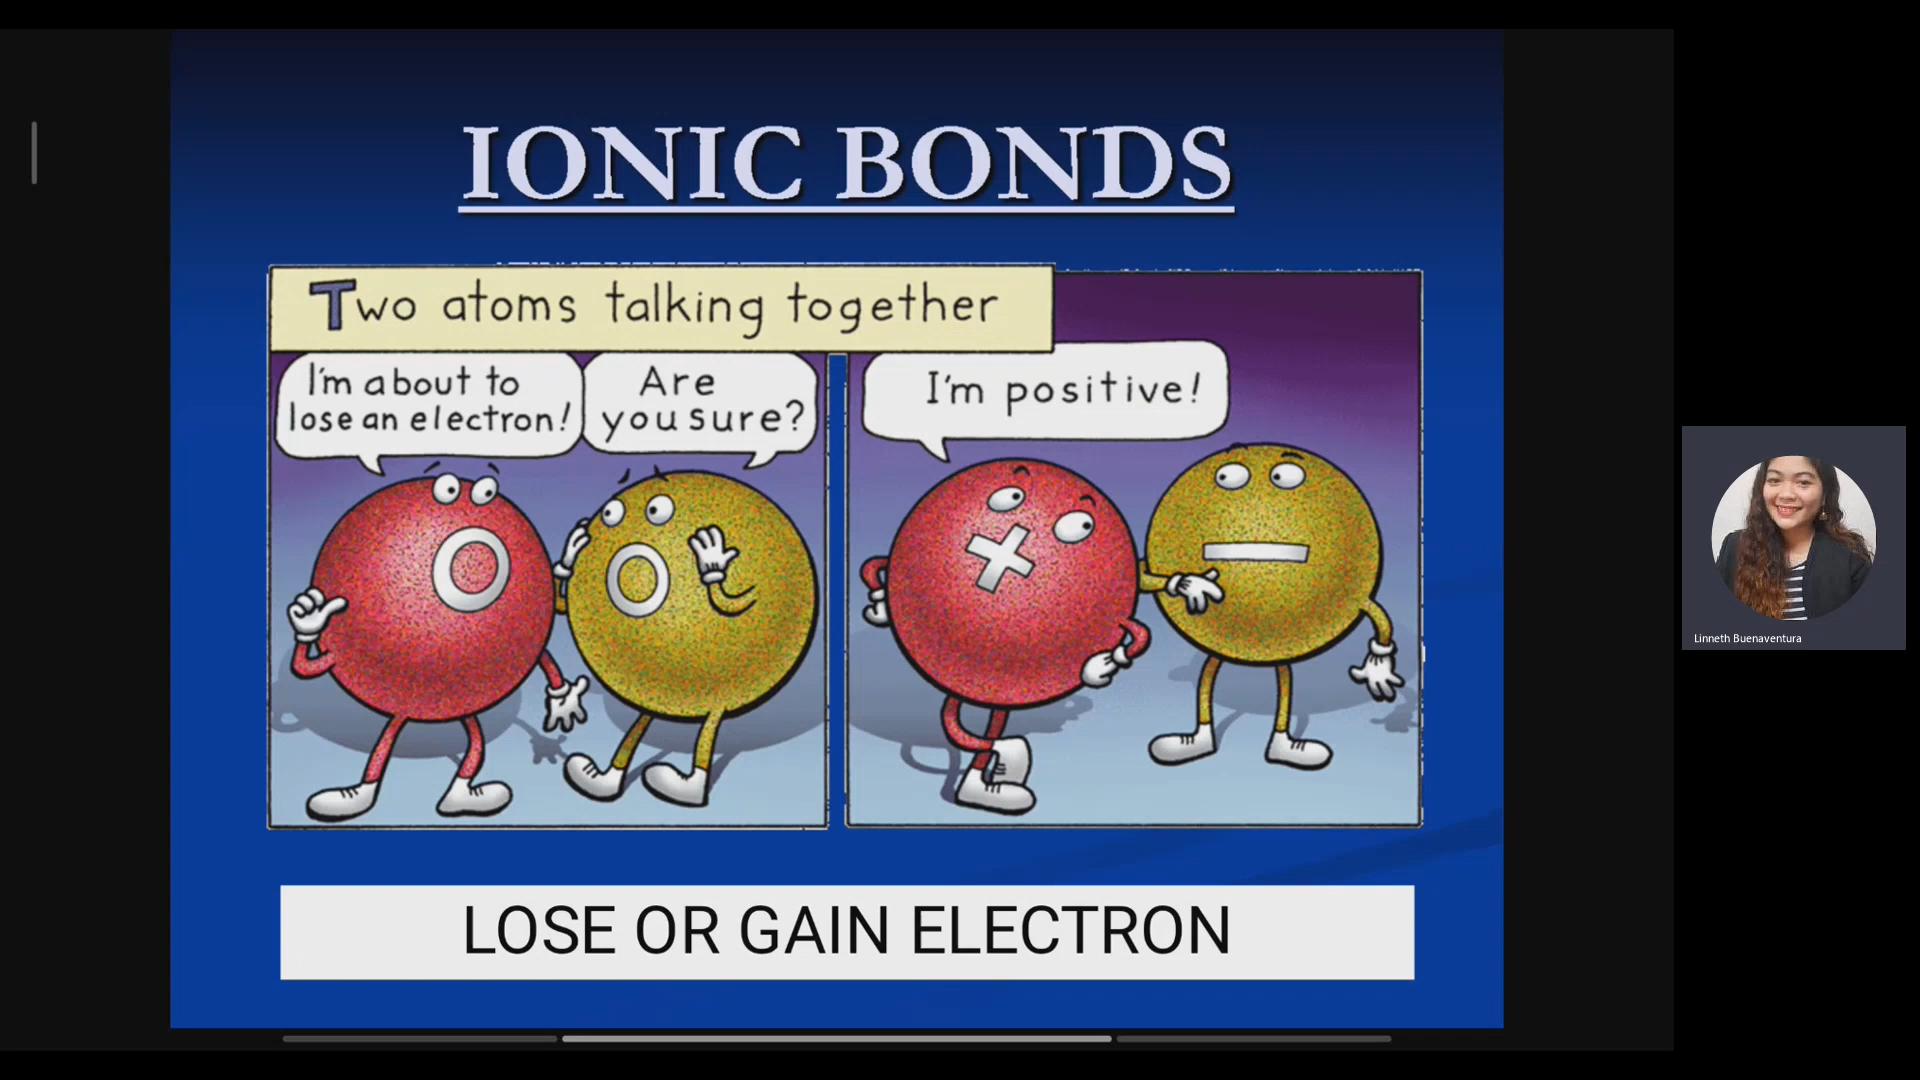 IONIC BONDS
Two atoms talking together
I'm about to
lose an electron!
Are
you sure?
I'm positive!
LOSE OR GAIN ELECTRON
Linneth Buenaventura